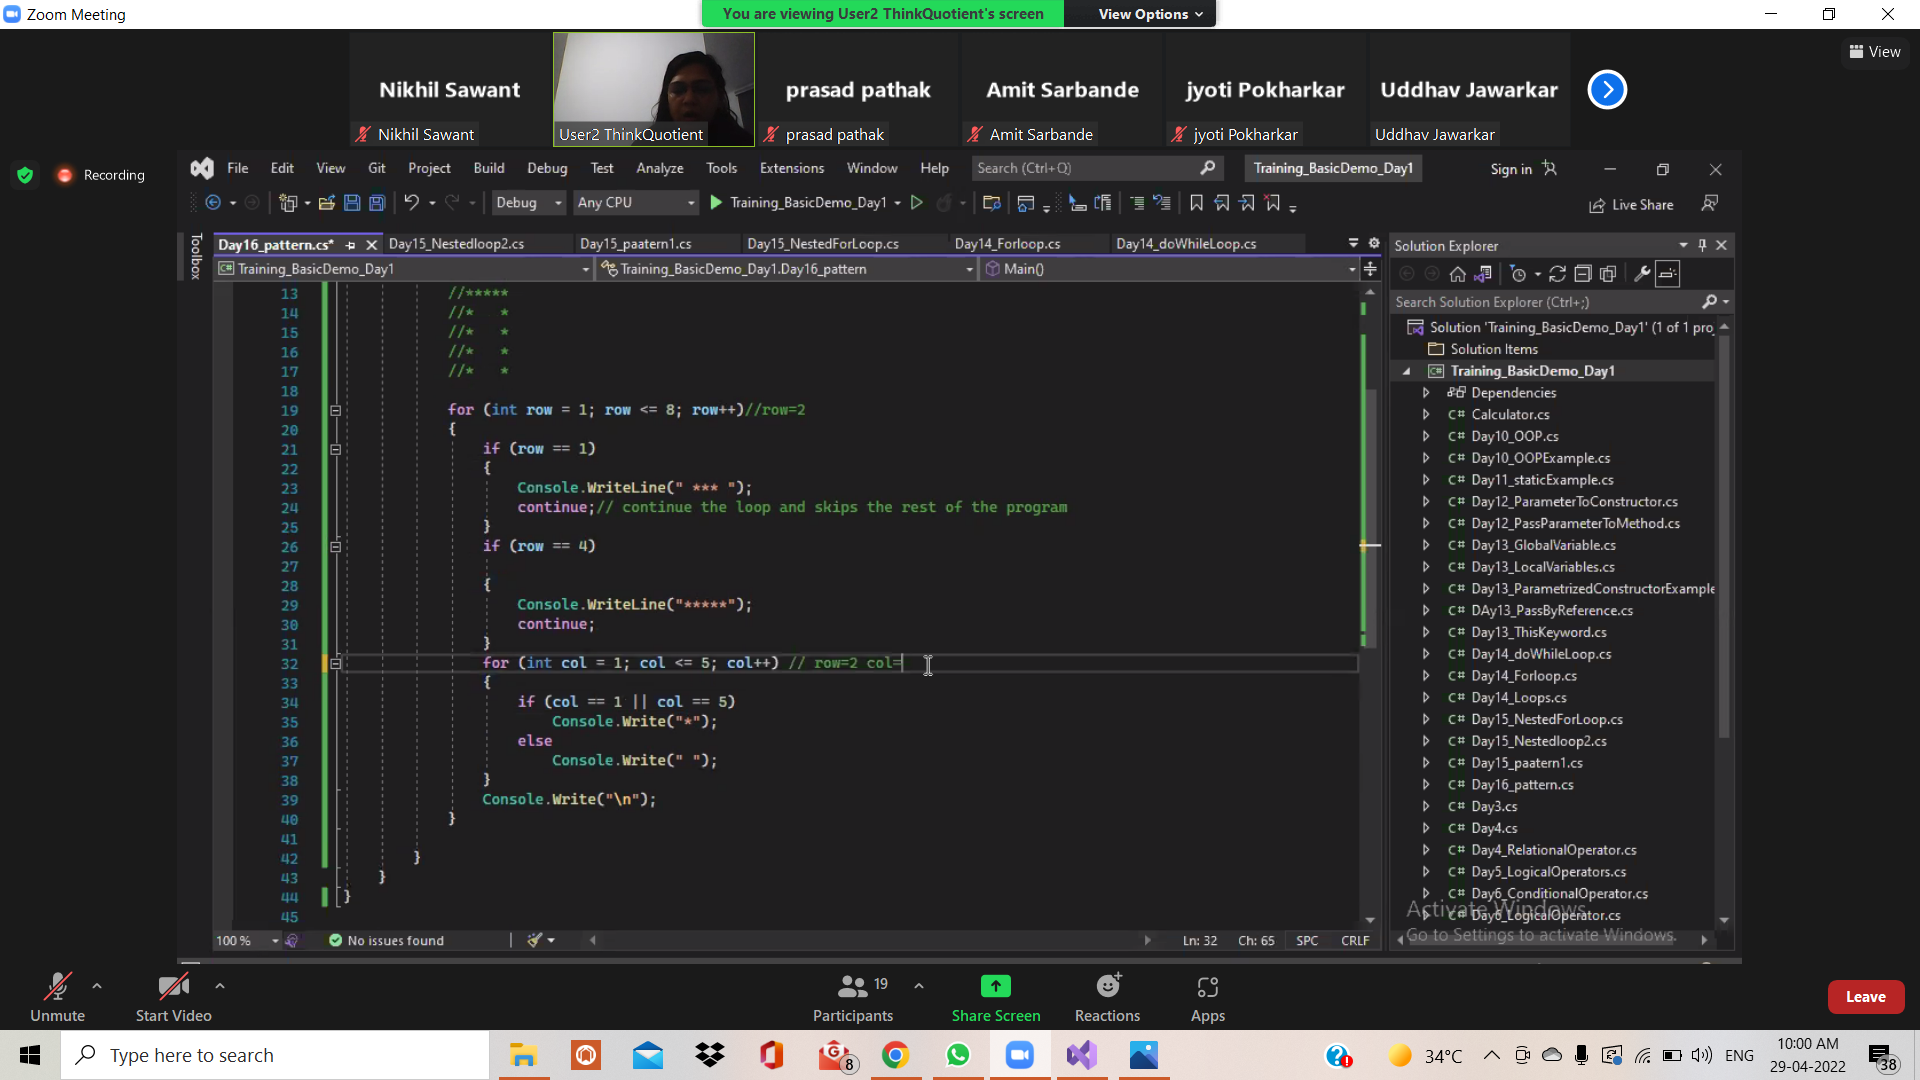 Zoom Meeting
You are viewing User2 ThinkQuotient's screen
View Options
View
Nikhil Sawant
prasad pathak
Amit Sarbande
jyoti Pokharkar
Uddhav Jawarkar
Nikhil Sawant
User2 ThinkQuotient
prasad pathak
Amit Sarbande
jyoti Pokharkar
Uddhav Jawarkar
Recording
File Edit View Git Project Build Debug Test Analyze Tools Extensions Window Help
Search (Ctrl+Q)
Training_BasicDemo_Day1
Sign in
Debug
Any CPU
Training_BasicDemo_Day1
Live Share
Toolbox
Day16_pattern.cs*
Day15_Nestedloop2.cs
Day15_paatern1.cs
Day15_NestedForLoop.cs
Day14_Forloop.cs
Day14_doWhileLoop.cs
Training_BasicDemo_Day1
Training_BasicDemo_Day1.Day16_pattern
Main()
13 //*****
14 //*   *
15 //*   *
16 //*   *
17 //*   *
18
19 for (int row = 1; row <= 8; row++)//row=2
20 {
21 if (row == 1)
22 {
23 Console.WriteLine(" *** ");
24 continue;// continue the loop and skips the rest of the program
25 }
26 if (row == 4)
27
28 {
29 Console.WriteLine("*****");
30 continue;
31 }
32 for (int col = 1; col <= 5; col++) // row=2 col=
33 {
34 if (col == 1 || col == 5)
35 Console.Write("*");
36 else
37 Console.Write(" ");
38 }
39 Console.Write("\n");
40 }
41
42 }
43 }
44 }
45
100 %
No issues found
Ln: 32
Ch: 65
SPC
CRLF
Solution Explorer
Search Solution Explorer (Ctrl+;)
Solution 'Training_BasicDemo_Day1' (1 of 1 proj
Solution Items
Training_BasicDemo_Day1
Dependencies
C# Calculator.cs
C# Day10_OOP.cs
C# Day10_OOPExample.cs
C# Day11_staticExample.cs
C# Day12_ParameterToConstructor.cs
C# Day12_PassParameterToMethod.cs
C# Day13_GlobalVariable.cs
C# Day13_LocalVariables.cs
C# Day13_ParametrizedConstructorExample
C# DAy13_PassByReference.cs
C# Day13_ThisKeyword.cs
C# Day14_doWhileLoop.cs
C# Day14_Forloop.cs
C# Day14_Loops.cs
C# Day15_NestedForLoop.cs
C# Day15_Nestedloop2.cs
C# Day15_paatern1.cs
C# Day16_pattern.cs
C# Day3.cs
C# Day4.cs
C# Day4_RelationalOperator.cs
C# Day5_LogicalOperators.cs
C# Day6_ConditionalOperator.cs
C# Day6_LogicalOperator.cs
Activate Windows
Go to Settings to activate Windows.
Unmute
Start Video
19
Participants
Share Screen
Reactions
Apps
Leave
Type here to search
8
34°C
ENG
10:00 AM
29-04-2022
38